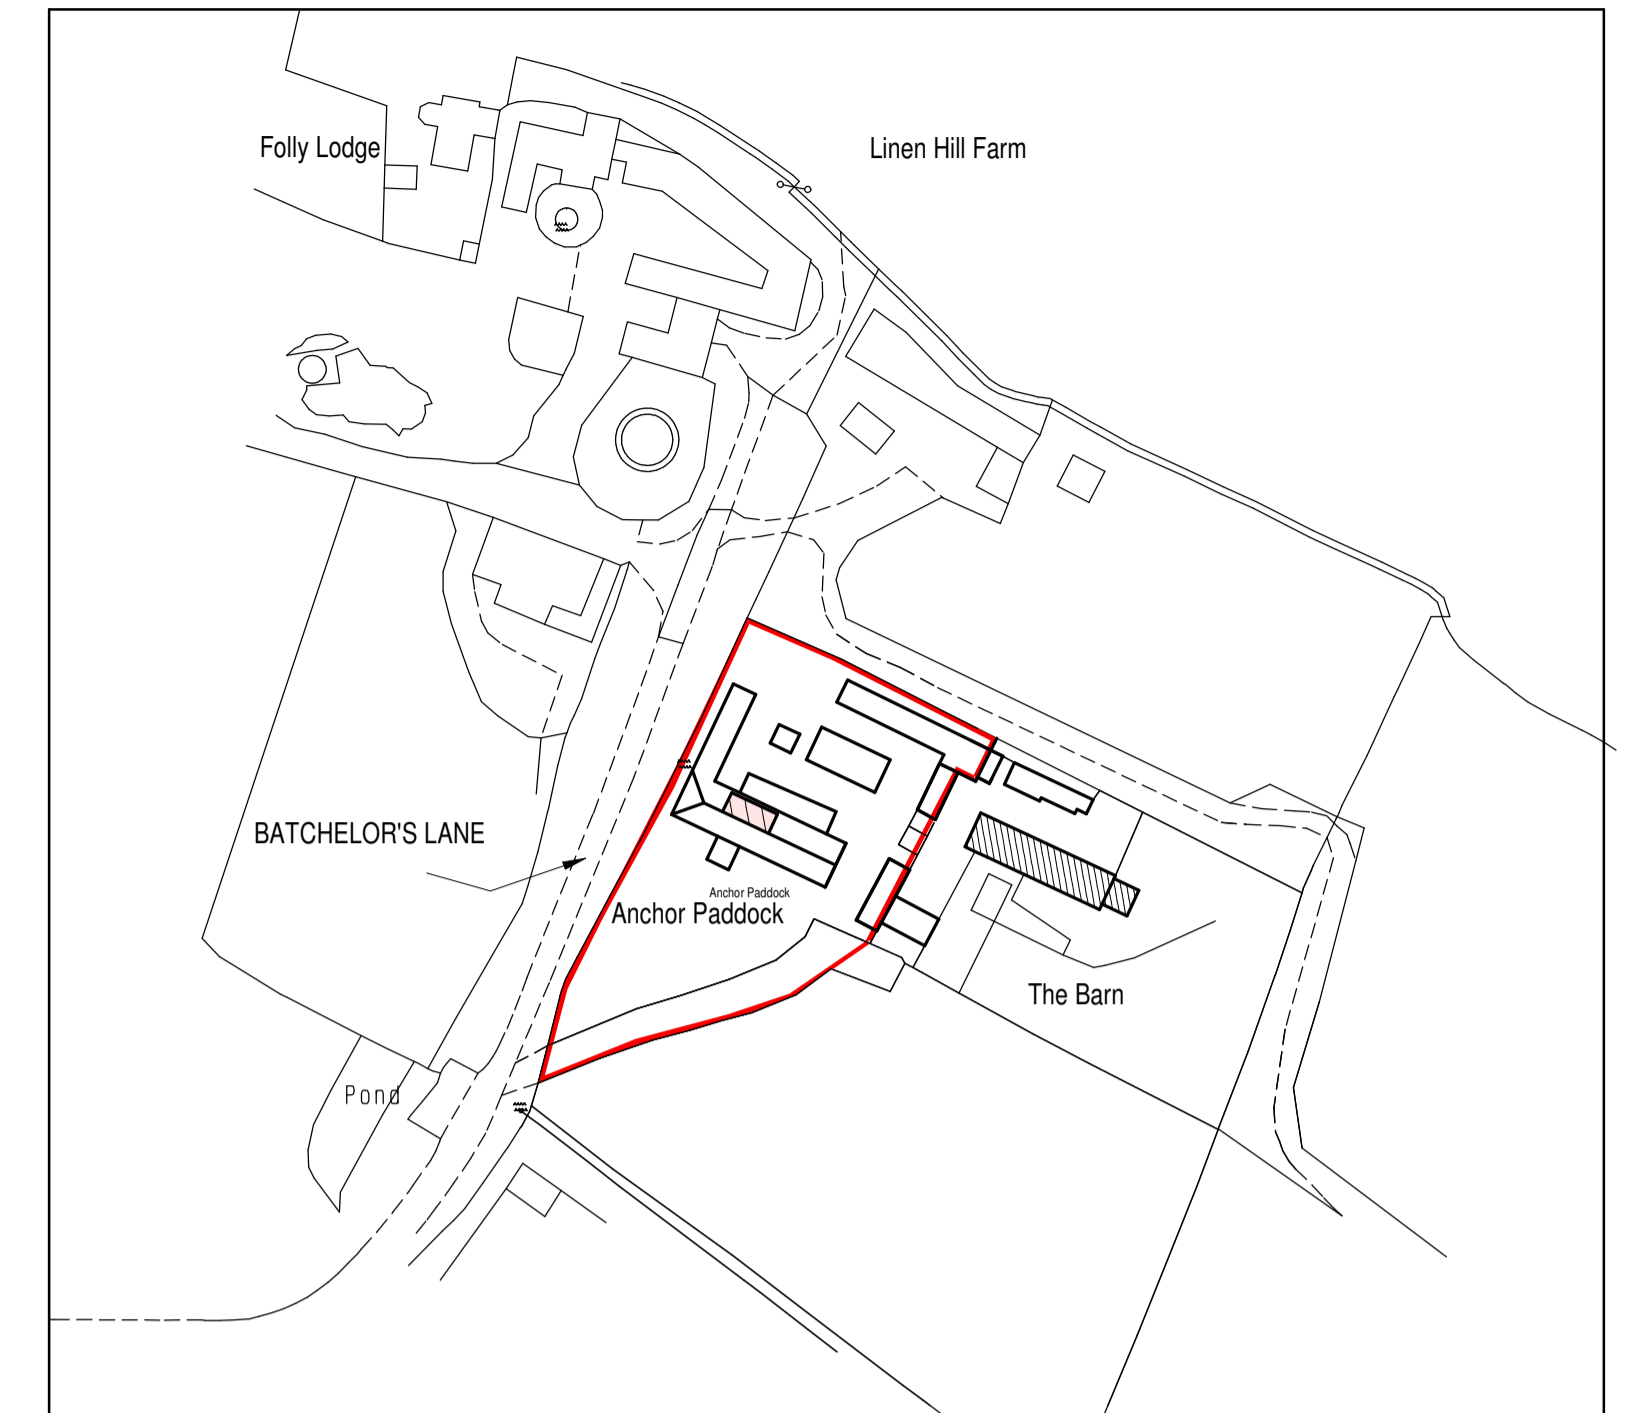 Folly Lodge
Linen Hill Farm
BATCHELOR'S LANE
Anchor Paddock
Anchor Paddock
The Barn
Pond